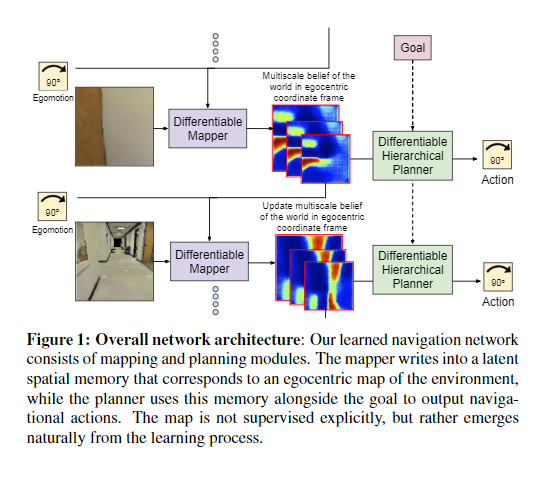 Goal
90°
Egomotion
Multiscale belief of the
world in egocentric
coordinate frame
Differentiable
Mapper
Differentiable
Hierarchical
Planner
90°
Action
90°
Egomotion
Update multiscale belief
of the world in egocentric
coordinate frame
Differentiable
Mapper
Differentiable
Hierarchical
Planner
90°
Action
Figure 1: Overall network architecture: Our learned navigation network
consists of mapping and planning modules. The mapper writes into a latent
spatial memory that corresponds to an egocentric map of the environment,
while the planner uses this memory alongside the goal to output naviga-
tional actions. The map is not supervised explicitly, but rather emerges
naturally from the learning process.